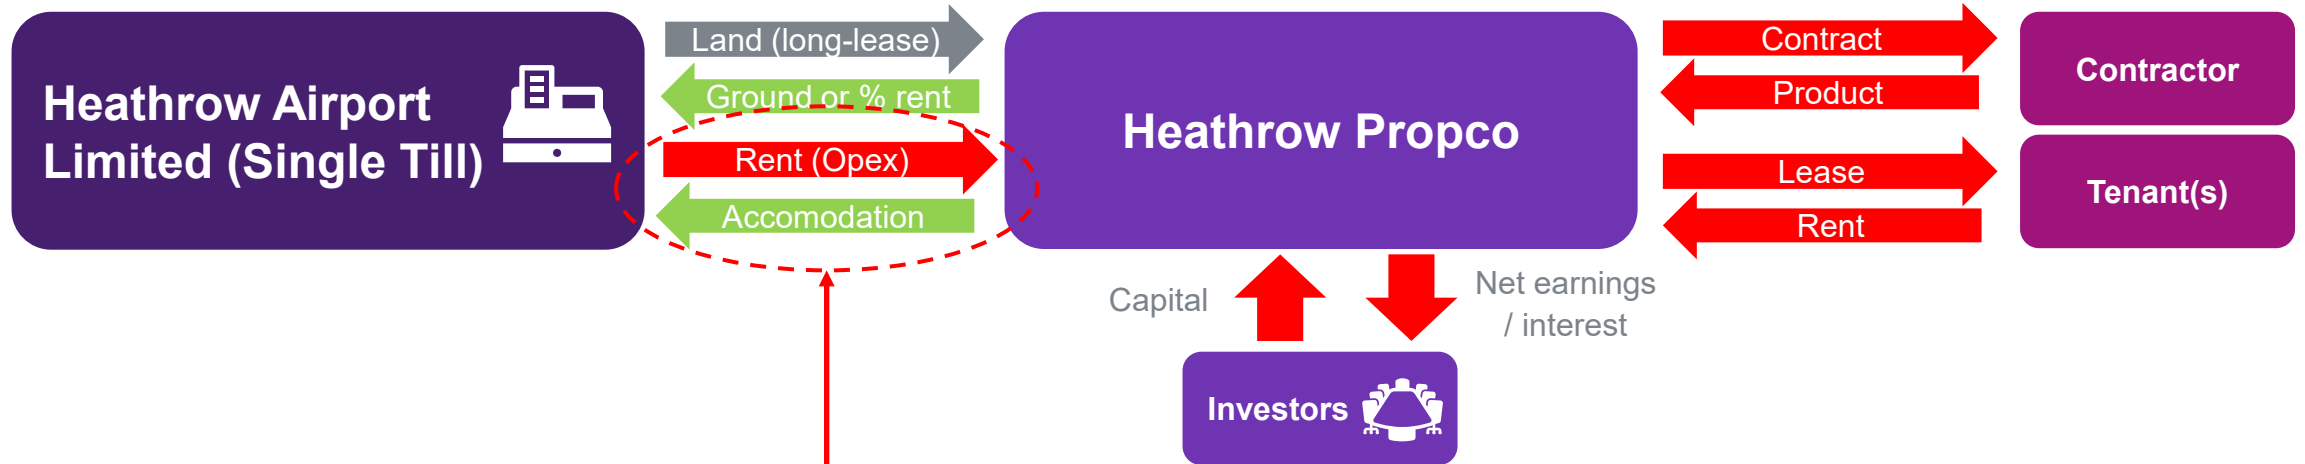 Heathrow Airport
Limited (Single Till)
Land (long-lease)
Ground or % rent
Rent (Opex)
Accomodation
Heathrow Propco
Contract
Product
Lease
Rent
Contractor
Tenant(s)
Capital
Net earnings
/ interest
Investors